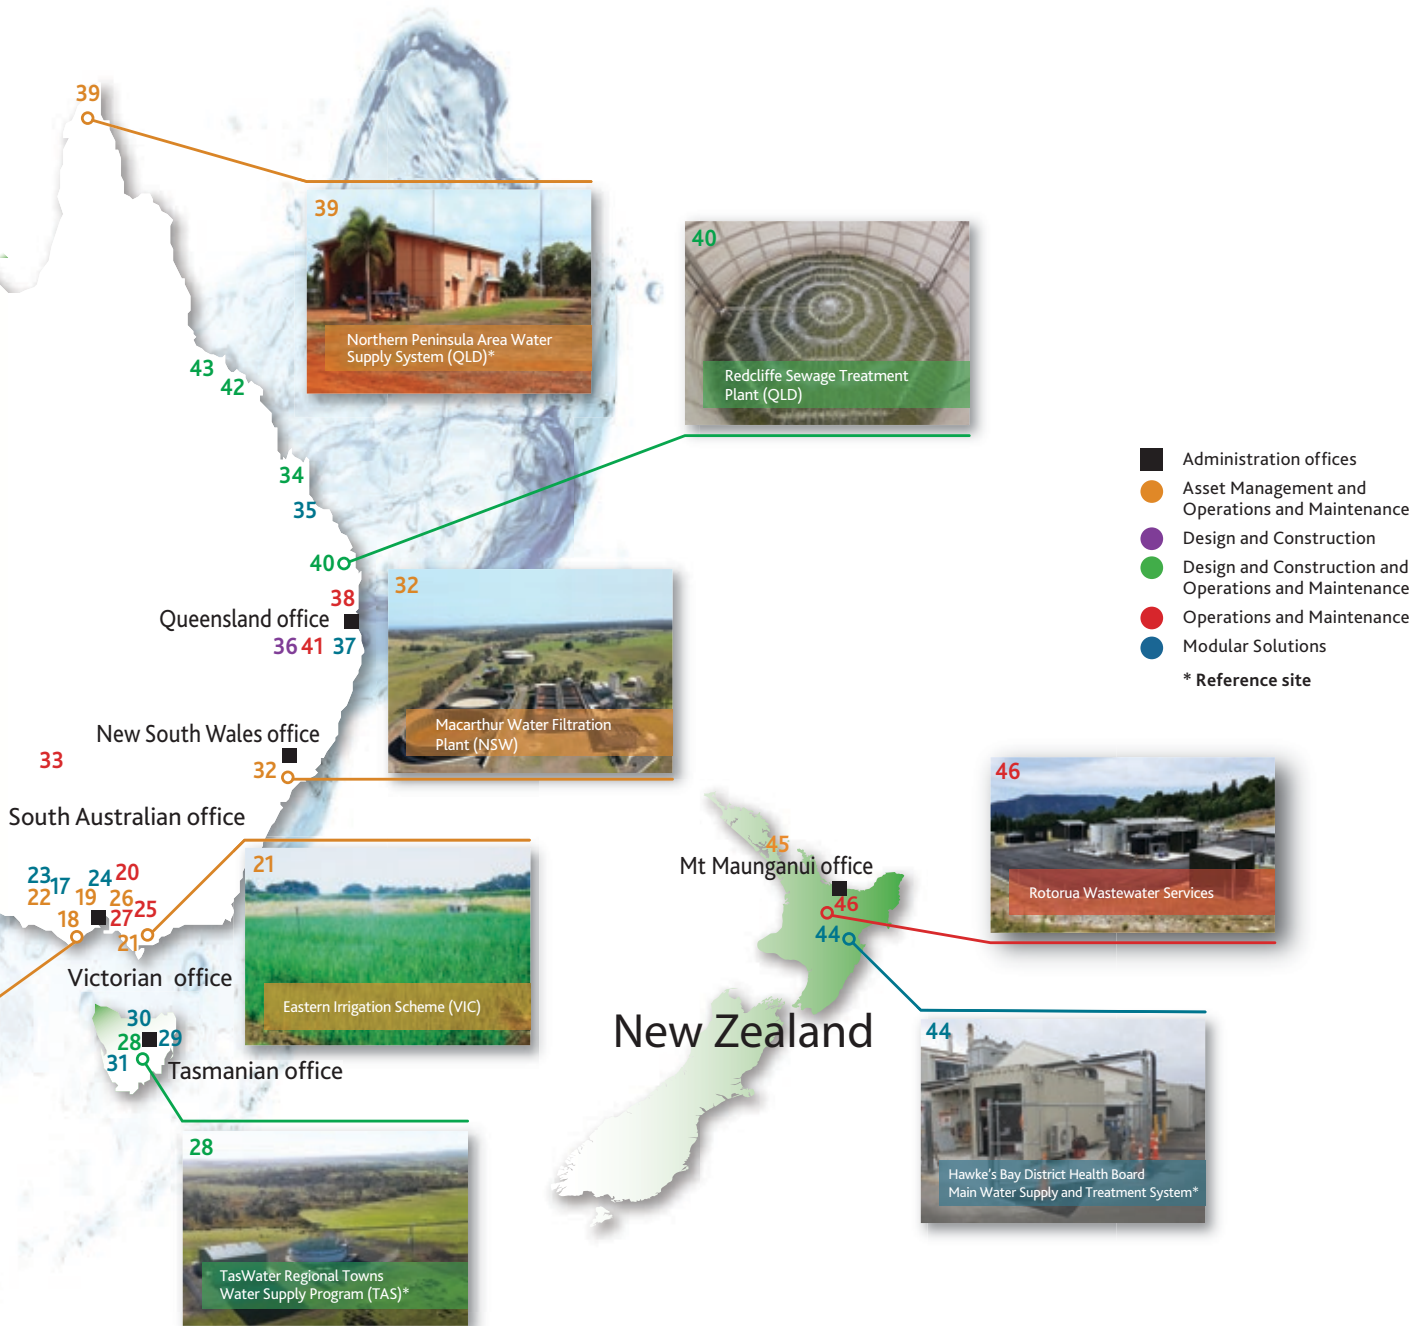 39
39
Northern Peninsula Area Water
Supply System (QLD)*
40
Redcliffe Sewage Treatment
Plant (QLD)
43
42
34
35
40
38
Queensland office
36 41 37
32
Macarthur Water Filtration
Plant (NSW)
Administration offices
Asset Management and
Operations and Maintenance
Design and Construction
Design and Construction and
Operations and Maintenance
Operations and Maintenance
Modular Solutions
* Reference site
New South Wales office
33
32
South Australian office
23 17 24 20
22 19 26
18 27 25
21
Victorian office
21
Eastern Irrigation Scheme (VIC)
30
28 29
31
Tasmanian office
28
TasWater Regional Towns
Water Supply Program (TAS)*
45
Mt Maunganui office
46
44
New Zealand
46
Rotorua Wastewater Services
44
Hawke's Bay District Health Board
Main Water Supply and Treatment System*